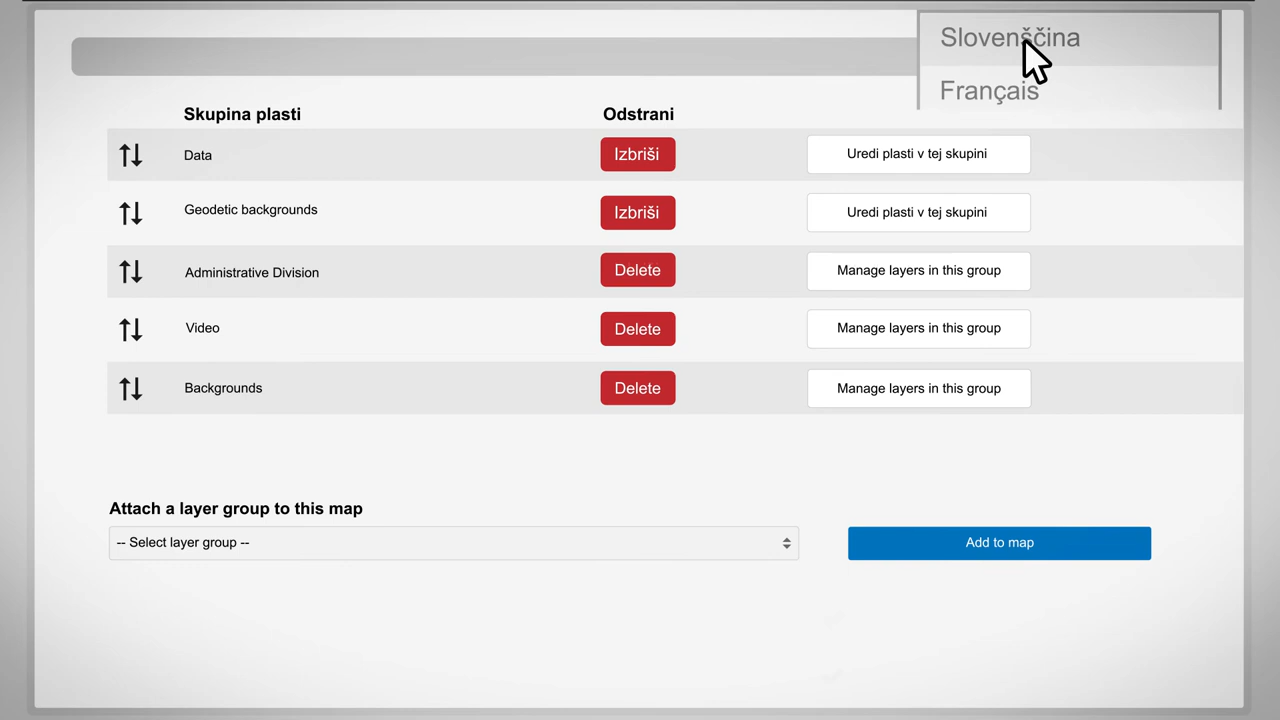 Slovenščina
Français
Skupina plasti Odstrani
Data Izbriši Uredi plasti v tej skupini
Geodetic backgrounds Izbriši Uredi plasti v tej skupini
Administrative Division Delete Manage layers in this group
Video Delete Manage layers in this group
Backgrounds Delete Manage layers in this group
Attach a layer group to this map
-- Select layer group -- Add to map